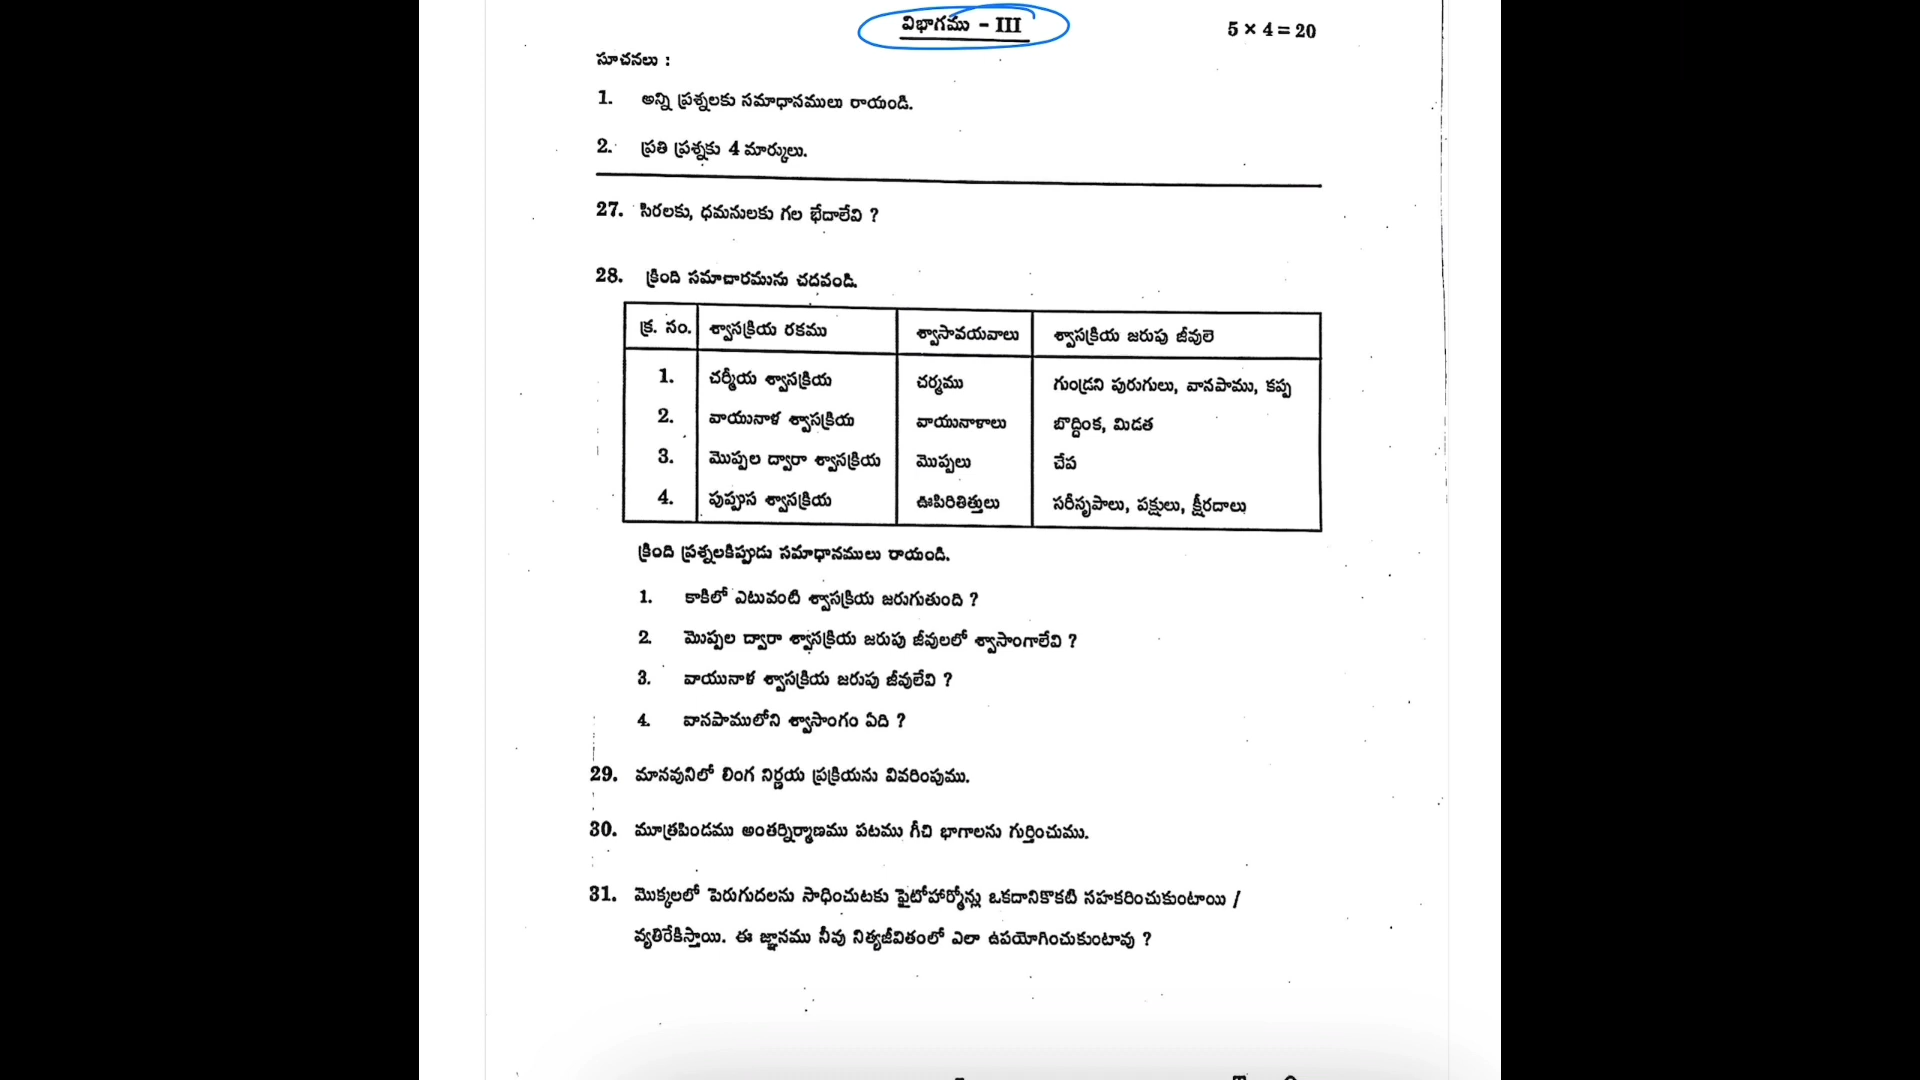 విభాగము - III
5 × 4 = 20
సూచనలు :
1. అన్ని ప్రశ్నలకు సమాధానములు రాయండి.
2. ప్రతి ప్రశ్నకు 4 మార్కులు.
27. సిరలకు, ధమనులకు గల భేదాలేవి ?
28. క్రింది సమాచారమును చదవండి.
క్ర. సం. శ్వాసక్రియ రకము శ్వాసావయవాలు శ్వాసక్రియ జరుపు జీవులె
1. చర్మీయ శ్వాసక్రియ చర్మము గుండ్రని పురుగులు, వానపాము, కప్ప
2. వాయునాళ శ్వాసక్రియ వాయునాళాలు బొద్దింక, మిడత
3. మొప్పల ద్వారా శ్వాసక్రియ మొప్పలు చేప
4. పుప్పుస శ్వాసక్రియ ఊపిరితిత్తులు సరీసృపాలు, పక్షులు, క్షీరదాలు
క్రింది ప్రశ్నలకిప్పుడు సమాధానములు రాయండి.
1. కాకిలో ఎటువంటి శ్వాసక్రియ జరుగుతుంది ?
2. మొప్పల ద్వారా శ్వాసక్రియ జరుపు జీవులలో శ్వాసాంగాలేవి ?
3. వాయునాళ శ్వాసక్రియ జరుపు జీవులేవి ?
4. వానపాములోని శ్వాసాంగం ఏది ?
29. మానవునిలో లింగ నిర్ణయ ప్రక్రియను వివరింపుము.
30. మూత్రపిండము అంతర్నిర్మాణము పటము గీచి భాగాలను గుర్తించుము.
31. మొక్కలలో పెరుగుదలను సాధించుటకు ఫైటోహార్మోన్లు ఒకదానికొకటి సహకరించుకుంటాయి /
వ్యతిరేకిస్తాయి. ఈ జ్ఞానము నీవు నిత్యజీవితంలో ఎలా ఉపయోగించుకుంటావు ?